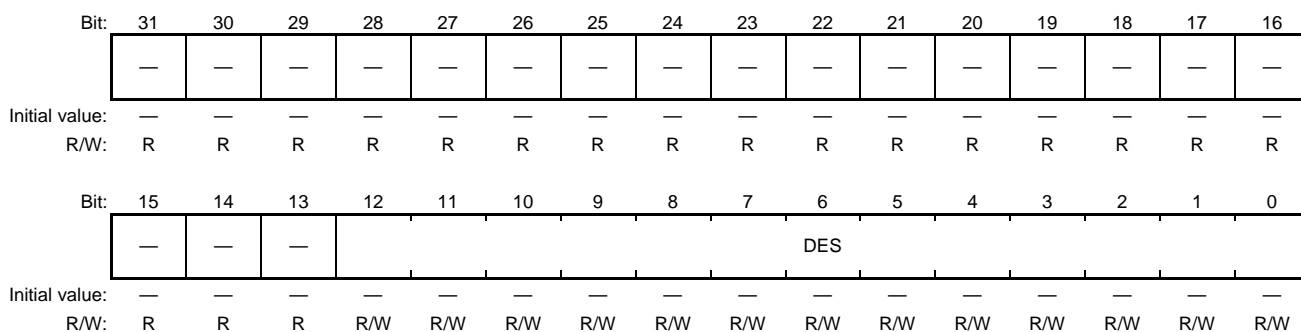 Bit: 31 30 29 28 27 26 25 24 23 22 21 20 19 18 17 16
— — — — — — — — — — — — — — — —
Initial value: — — — — — — — — — — — — — — — —
R/W: R R R R R R R R R R R R R R R R
Bit: 15 14 13 12 11 10 9 8 7 6 5 4 3 2 1 0
— — — DES
Initial value: — — — — — — — — — — — — — — — —
R/W: R R R R/W R/W R/W R/W R/W R/W R/W R/W R/W R/W R/W R/W R/W